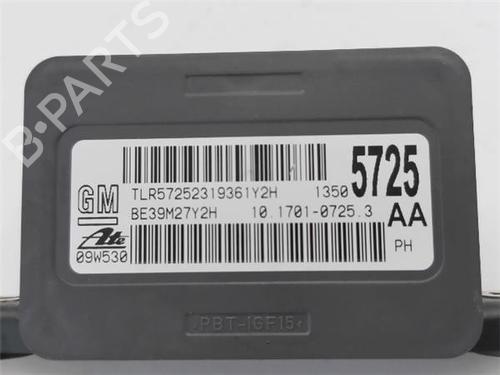 B-PARTS
GM
TLR57252319361Y2H 1350 5725
BE39M27Y2H 10.1701-0725.3 AA
Ate
09W530 PH
>PBT-IGF15<